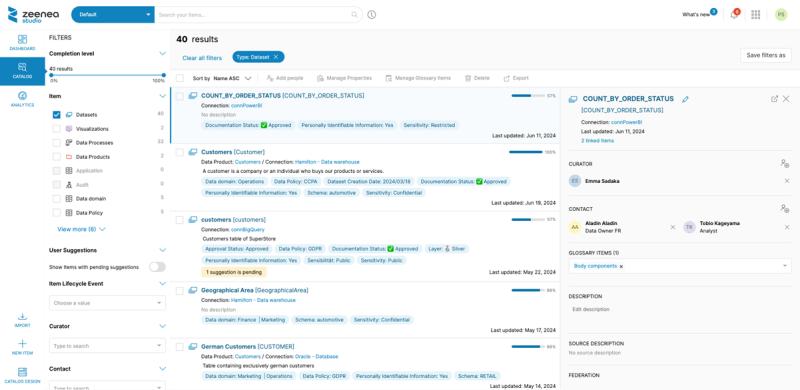 zeenea
studio
Default
Search your items...
What's new
3
6
PS
DASHBOARD
CATALOG
ANALYTICS
IMPORT
NEW ITEM
CATALOG DESIGN
FILTERS
Completion level
40 results
0%
100%
Item
Datasets
40
Visualizations
2
Data Processes
22
Data Products
2
Application
0
Audit
0
Data domain
5
Data Policy
5
View more (6)
User Suggestions
Show items with pending suggestions
Item Lifecycle Event
Choose a value
Curator
Type to search
Contact
Type to search
40 results
Clear all filters
Type: Dataset
Save filters as
Sort by Name ASC
Add people
Manage Properties
Manage Glossary items
Delete
Export
COUNT_BY_ORDER_STATUS [COUNT_BY_ORDER_STATUS]
57%
Connection: connPowerBI
No description
Documentation Status: ✅ Approved
Personally Identifiable Information: Yes
Sensitivity: Restricted
Last updated: Jun 11, 2024
Customers [Customer]
100%
Data Product: Customers / Connection: Hamilton - Data warehouse
A customer is a company or an individual who buys our products or services.
Data domain: Operations
Data Policy: CCPA
Dataset Creation Date: 2024/03/18
Documentation Status: ✅ Approved
Personally Identifiable Information: Yes
Schema: automotive
Sensitivity: Confidential
Last updated: Jun 19, 2024
customers [customers]
57%
Connection: connBigQuery
Customers table of SuperStore
Approval Status: Approved
Data Policy: GDPR
Documentation Status: ✅ Approved
Layer: 🥈 Silver
Personally Identifiable Information: Yes
Sensibilität: Public
Sensitivity: Public
1 suggestion is pending
Last updated: May 22, 2024
Geographical Area [GeographicalArea]
86%
Connection: Hamilton - Data warehouse
No description
Data domain: Finance | Marketing
Schema: automotive
Sensitivity: Confidential
Last updated: May 17, 2024
German Customers [CUSTOMER]
86%
Data Product: Customers / Connection: Oracle - Database
Table containing exclusively german customers
Data domain: Marketing | Operations
Data Policy: GDPR
Personally Identifiable Information: Yes
Schema: RETAIL
Last updated: May 14, 2024
COUNT_BY_ORDER_STATUS
[COUNT_BY_ORDER_STATUS]
Connection: connPowerBI
Last updated: Jun 11, 2024
2 linked items
CURATOR
ES
Emma Sadaka
CONTACT
AA
Aladin Aladin
Data Owner FR
TK
Tobio Kageyama
Analyst
GLOSSARY ITEMS (1)
Body components
DESCRIPTION
Edit description
SOURCE DESCRIPTION
No source description
FEDERATION